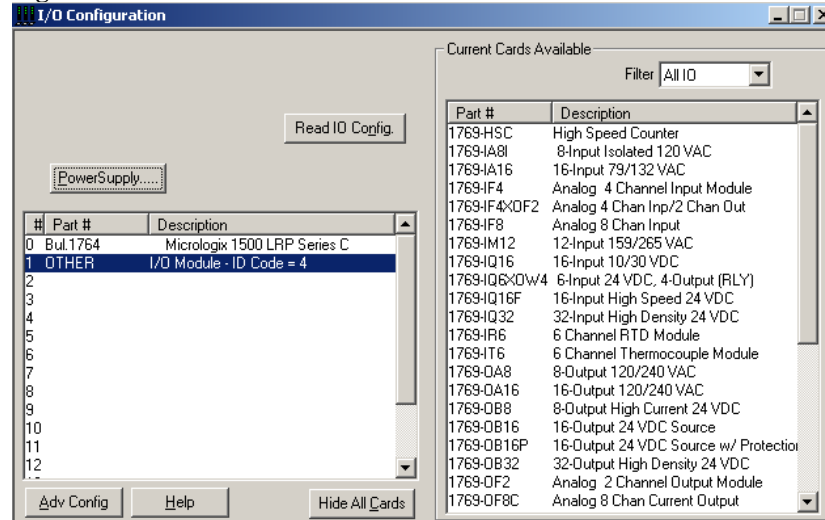 I/O Configuration
Read IO Config.
PowerSupply.....
# Part # Description
0 Bul.1764 Micrologix 1500 LRP Series C
1 OTHER I/O Module - ID Code = 4
2
3
4
5
6
7
8
9
10
11
12
Adv Config Help Hide All Cards
Current Cards Available
Filter All IO
Part # Description
1769-HSC High Speed Counter
1769-IA8I 8-Input Isolated 120 VAC
1769-IA16 16-Input 79/132 VAC
1769-IF4 Analog 4 Channel Input Module
1769-IF4XOF2 Analog 4 Chan Inp/2 Chan Out
1769-IF8 Analog 8 Chan Input
1769-IM12 12-Input 159/265 VAC
1769-IQ16 16-Input 10/30 VDC
1769-IQ6XOW4 6-Input 24 VDC, 4-Output (RLY)
1769-IQ16F 16-Input High Speed 24 VDC
1769-IQ32 32-Input High Density 24 VDC
1769-IR6 6 Channel RTD Module
1769-IT6 6 Channel Thermocouple Module
1769-OA8 8-Output 120/240 VAC
1769-OA16 16-Output 120/240 VAC
1769-OB8 8-Output High Current 24 VDC
1769-OB16 16-Output 24 VDC Source
1769-OB16P 16-Output 24 VDC Source w/ Protection
1769-OB32 32-Output High Density 24 VDC
1769-OF2 Analog 2 Channel Output Module
1769-OF8C Analog 8 Chan Current Output